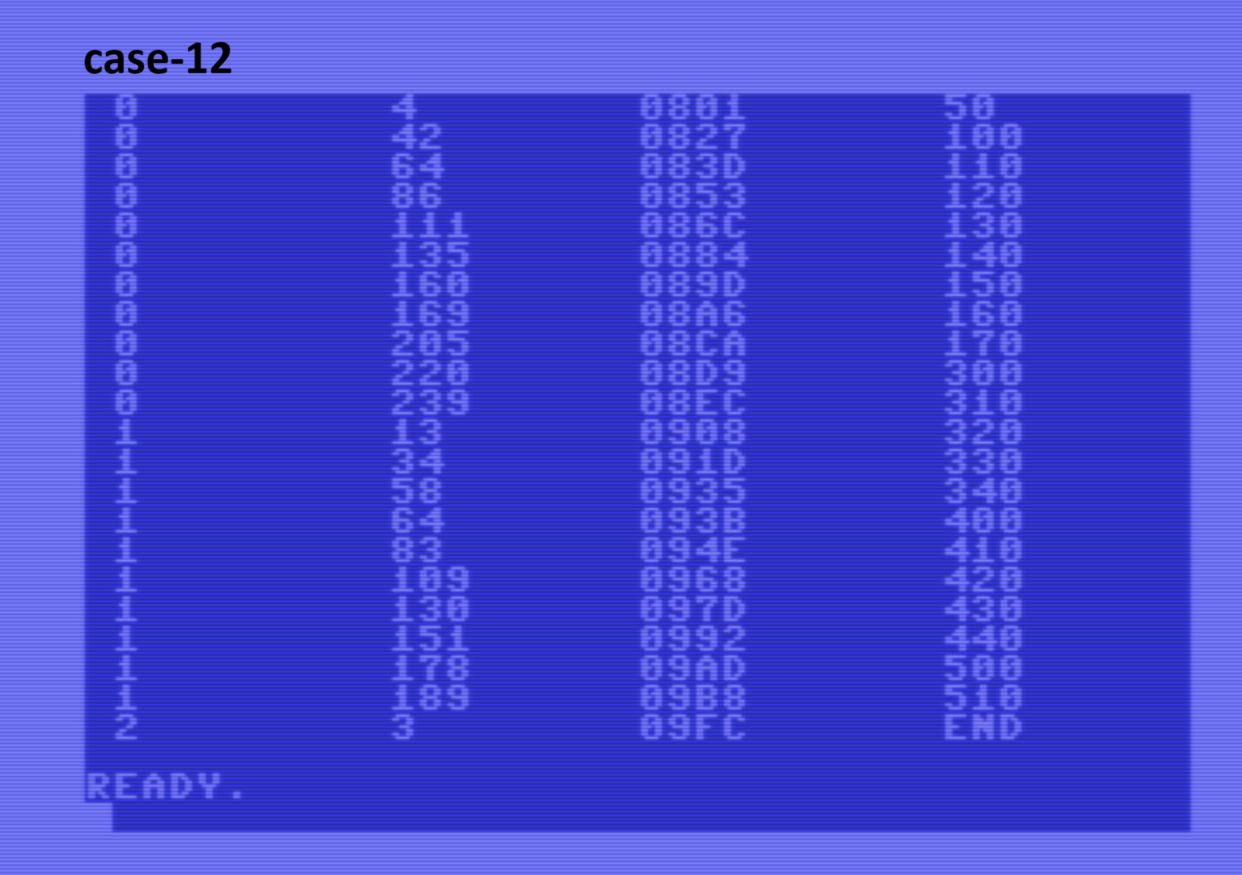 case-12
0 4 0801 50
0 42 0827 100
0 64 083D 110
0 86 0853 120
0 111 086C 130
0 135 0884 140
0 160 089D 150
0 169 08A6 160
0 205 08CA 170
0 220 08D9 300
0 239 08EC 310
1 13 0908 320
1 34 091D 330
1 58 0935 340
1 64 093B 400
1 83 094E 410
1 109 0968 420
1 130 097D 430
1 151 0992 440
1 178 09AD 500
1 189 09B8 510
2 3 09FC END
READY.